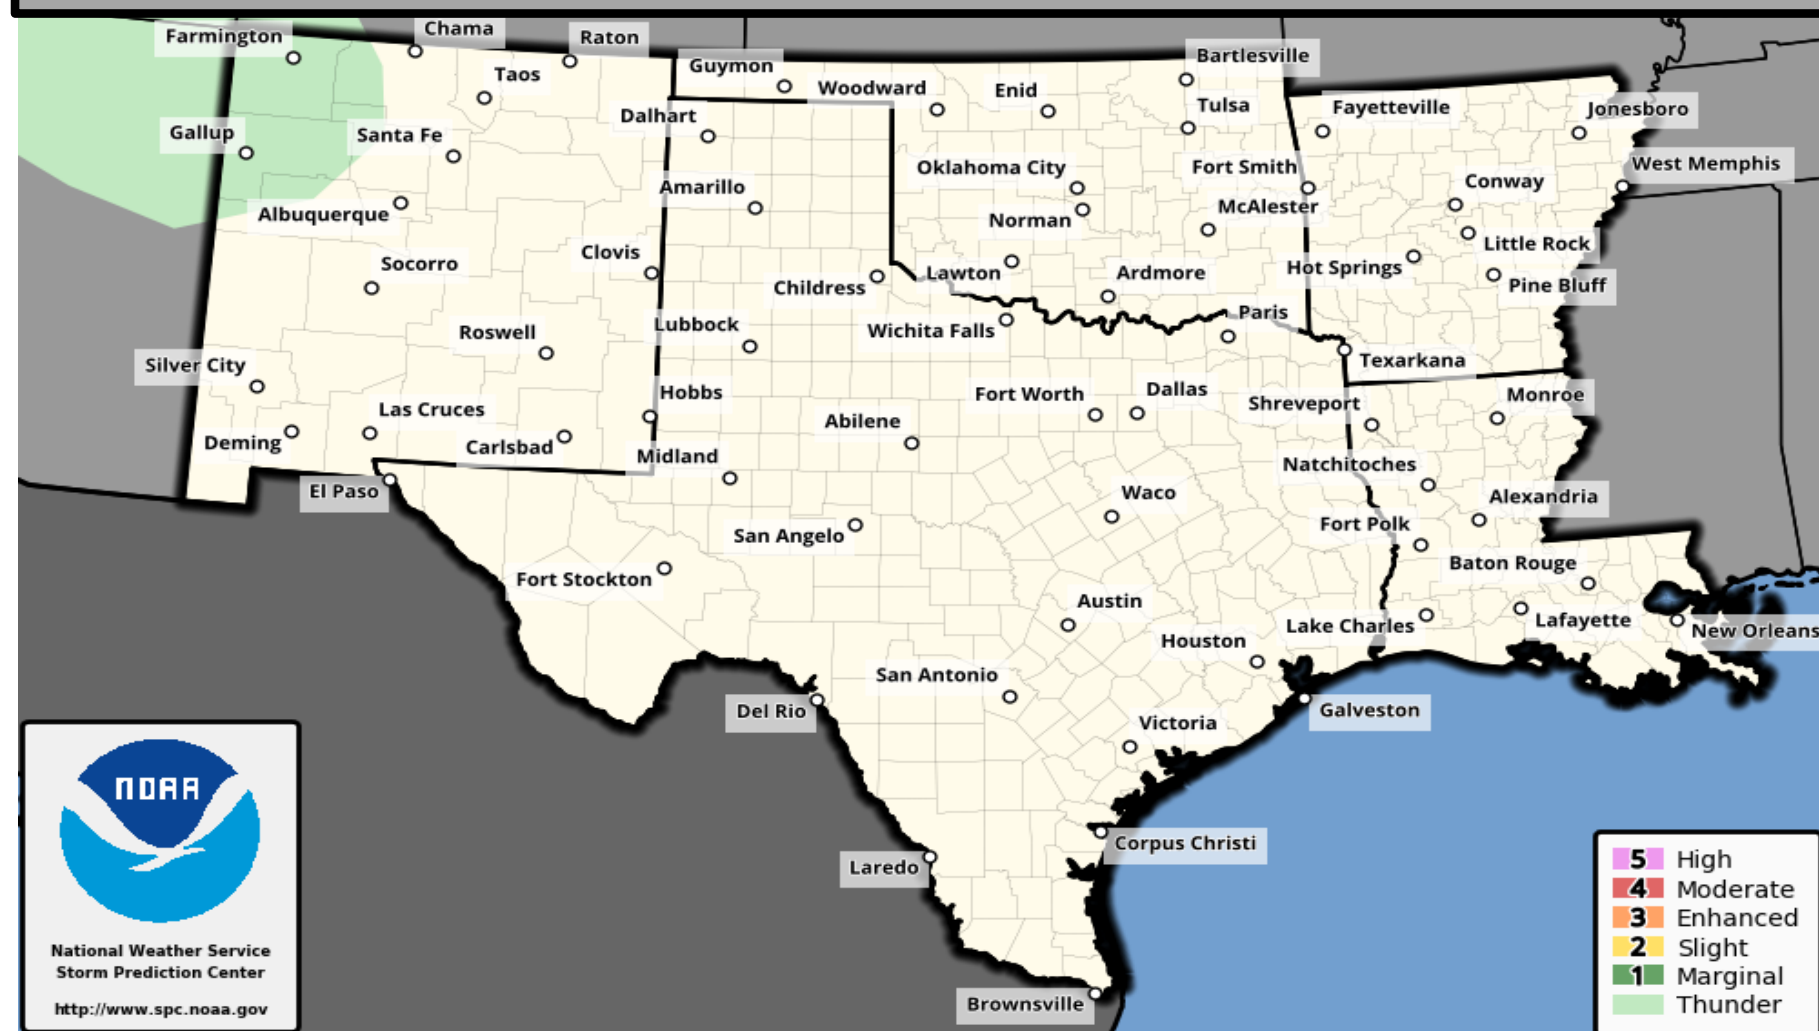 Farmington
Chama
Raton
Taos
Guymon
Woodward
Enid
Bartlesville
Tulsa
Fayetteville
Jonesboro
Gallup
Santa Fe
Dalhart
Amarillo
Oklahoma City
Fort Smith
West Memphis
Conway
Albuquerque
Norman
McAlester
Little Rock
Socorro
Clovis
Childress
Lawton
Ardmore
Hot Springs
Pine Bluff
Roswell
Lubbock
Wichita Falls
Paris
Texarkana
Silver City
Las Cruces
Hobbs
Fort Worth
Dallas
Shreveport
Monroe
Deming
Carlsbad
Midland
Abilene
Natchitoches
El Paso
San Angelo
Waco
Alexandria
Fort Polk
Fort Stockton
Austin
Baton Rouge
Houston
Lake Charles
Lafayette
New Orleans
San Antonio
Del Rio
Victoria
Galveston
Corpus Christi
Laredo
Brownsville
NOAA
National Weather Service
Storm Prediction Center
http://www.spc.noaa.gov
5 High
4 Moderate
3 Enhanced
2 Slight
1 Marginal
Thunder